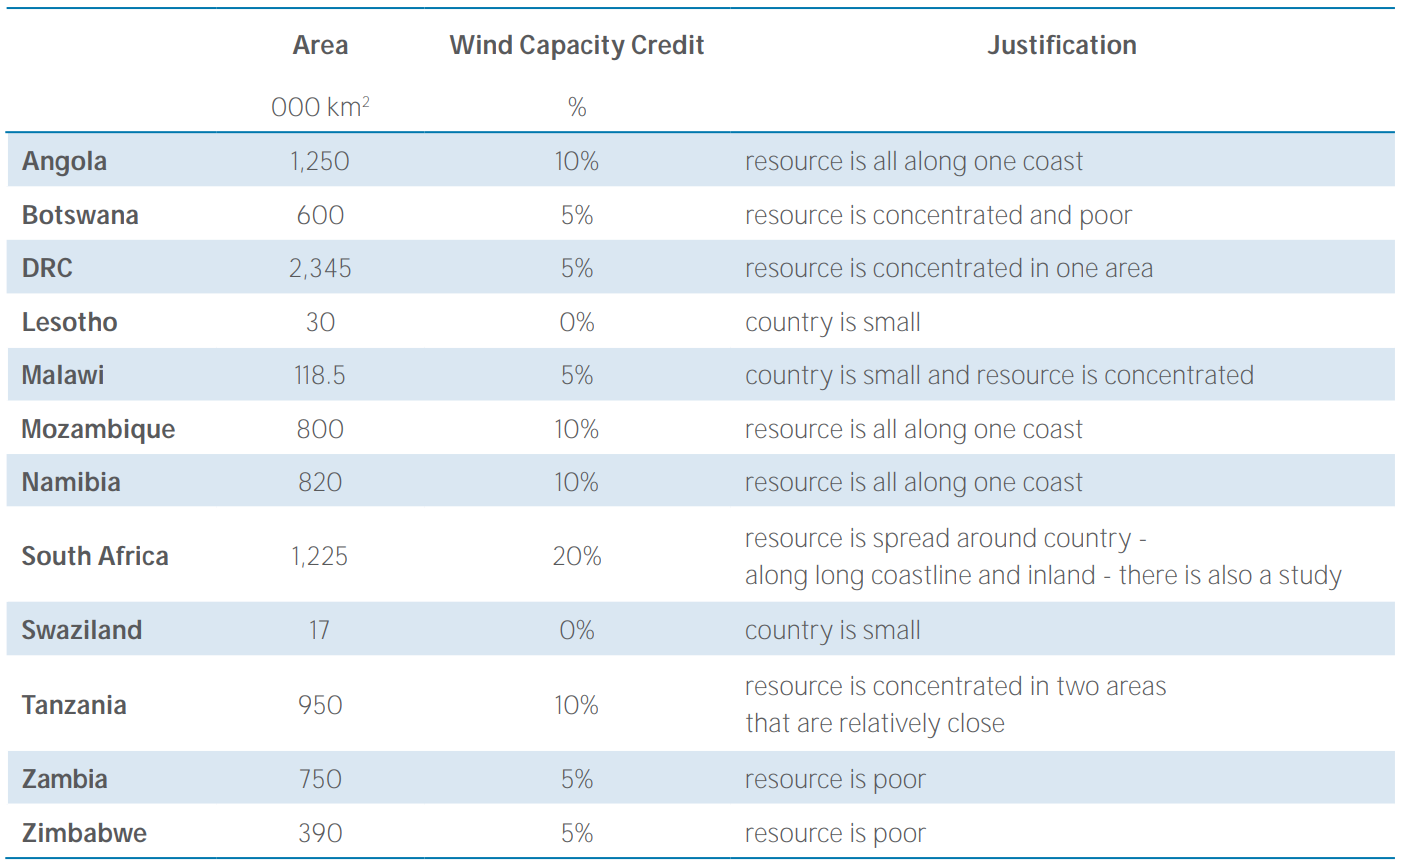 Area Wind Capacity Credit Justification
000 km² %
Angola 1,250 10% resource is all along one coast
Botswana 600 5% resource is concentrated and poor
DRC 2,345 5% resource is concentrated in one area
Lesotho 30 0% country is small
Malawi 118.5 5% country is small and resource is concentrated
Mozambique 800 10% resource is all along one coast
Namibia 820 10% resource is all along one coast
South Africa 1,225 20% resource is spread around country -
along long coastline and inland - there is also a study
Swaziland 17 0% country is small
Tanzania 950 10% resource is concentrated in two areas
that are relatively close
Zambia 750 5% resource is poor
Zimbabwe 390 5% resource is poor